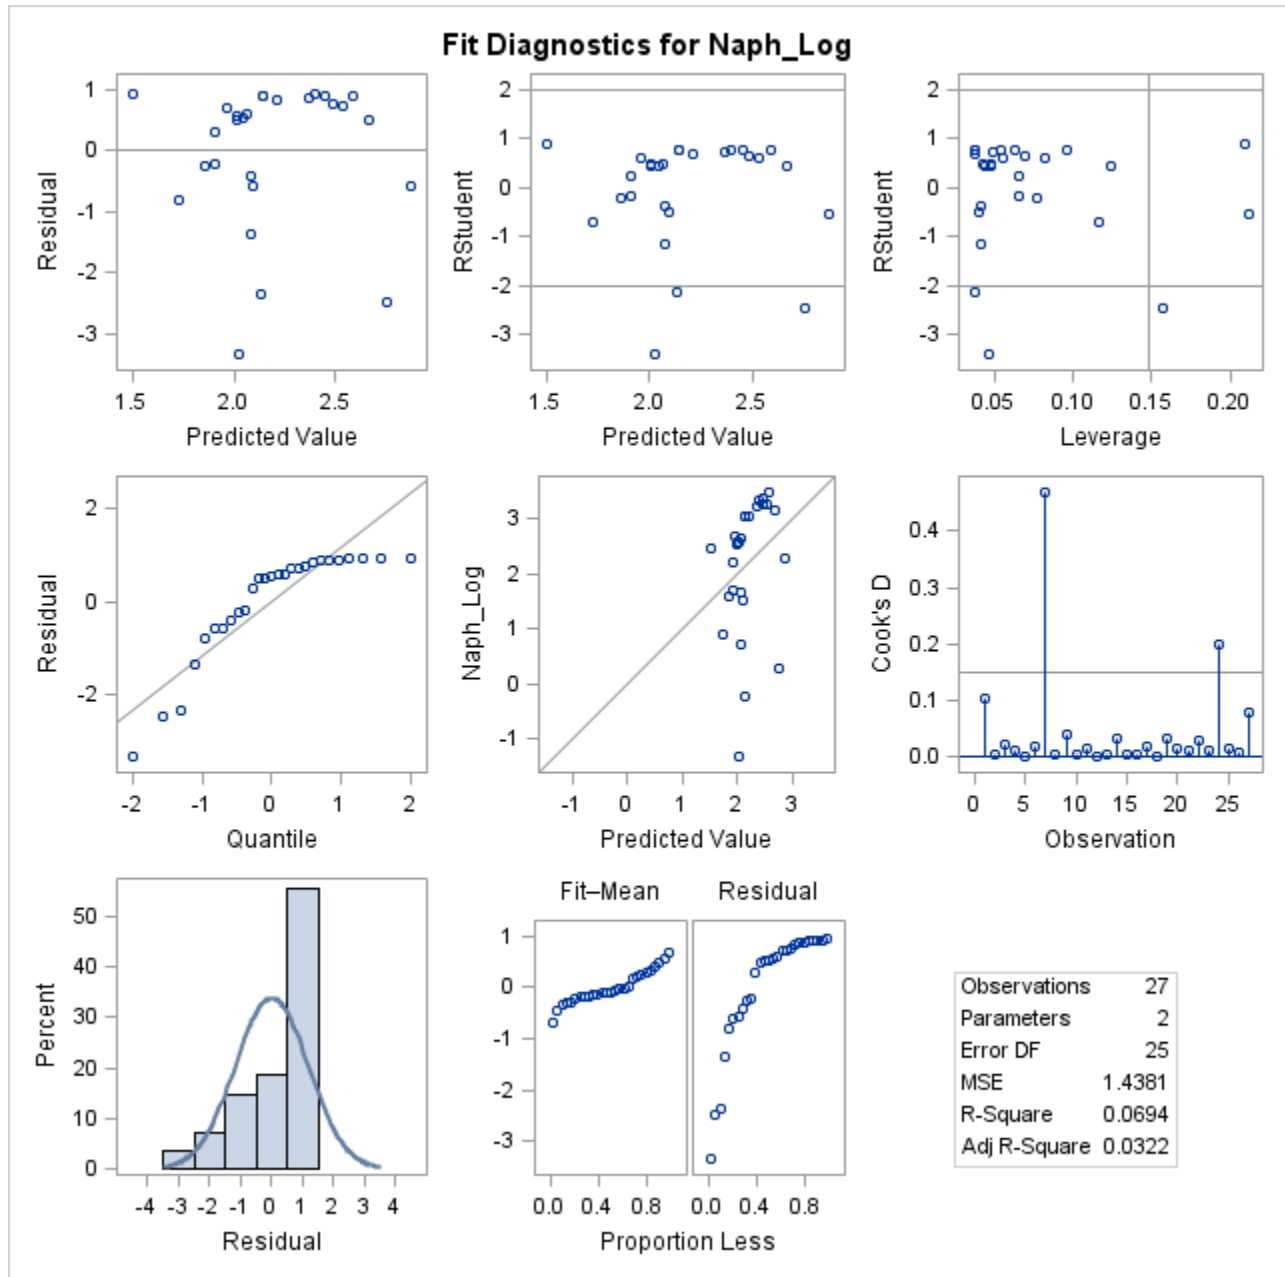 Fit Diagnostics for Naph_Log
1
0
-1
-2
-3
Residual
1.5 2.0 2.5
Predicted Value
2
1
0
-1
-2
-3
RStudent
1.5 2.0 2.5
Predicted Value
2
1
0
-1
-2
-3
RStudent
0.05 0.10 0.15 0.20
Leverage
2
0
-2
Residual
-2 -1 0 1 2
Quantile
3
2
1
0
-1
Naph_Log
-1 0 1 2 3
Predicted Value
0.4
0.3
0.2
0.1
0.0
Cook's D
0 5 10 15 20 25
Observation
50
40
30
20
10
0
Percent
-4 -3 -2 -1 0 1 2 3 4
Residual
Fit–Mean Residual
1
0
-1
-2
-3
0.0 0.4 0.8 0.0 0.4 0.8
Proportion Less
Observations 27
Parameters 2
Error DF 25
MSE 1.4381
R-Square 0.0694
Adj R-Square 0.0322